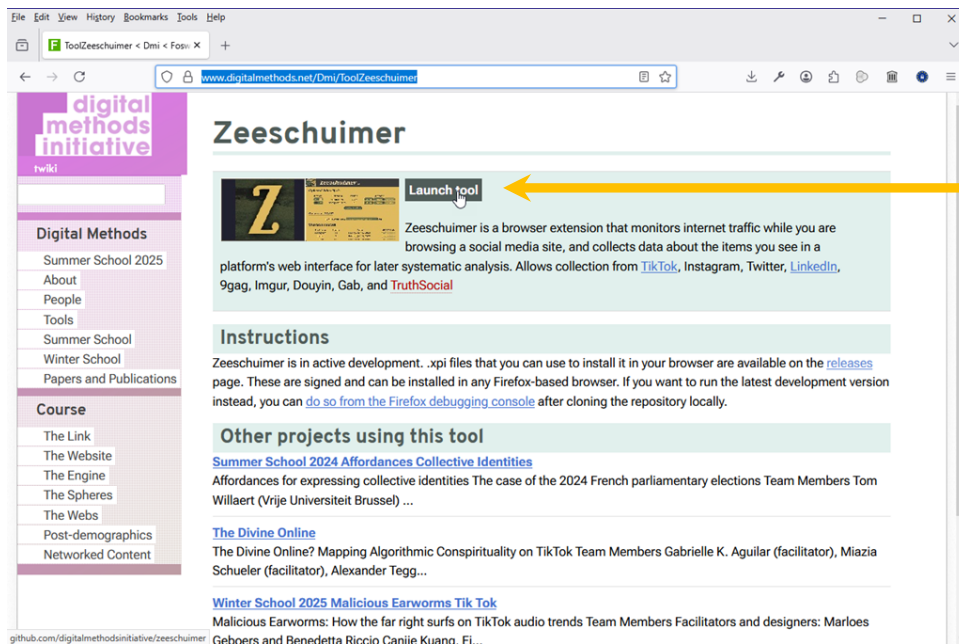 File Edit View History Bookmarks Tools Help
ToolZeeschuimer < Dmi < Fosw
www.digitalmethods.net/Dmi/ToolZeeschuimer
digital
methods
initiative
twiki
Zeeschuimer
Z
Launch tool
Zeeschuimer is a browser extension that monitors internet traffic while you are
browsing a social media site, and collects data about the items you see in a
platform's web interface for later systematic analysis. Allows collection from TikTok, Instagram, Twitter, LinkedIn,
9gag, Imgur, Douyin, Gab, and TruthSocial
Digital Methods
Summer School 2025
About
People
Tools
Summer School
Winter School
Papers and Publications
Course
The Link
The Website
The Engine
The Spheres
The Webs
Post-demographics
Networked Content
Instructions
Zeeschuimer is in active development. .xpi files that you can use to install it in your browser are available on the releases
page. These are signed and can be installed in any Firefox-based browser. If you want to run the latest development version
instead, you can do so from the Firefox debugging console after cloning the repository locally.
Other projects using this tool
Summer School 2024 Affordances Collective Identities
Affordances for expressing collective identities The case of the 2024 French parliamentary elections Team Members Tom
Willaert (Vrije Universiteit Brussel) ...
The Divine Online
The Divine Online? Mapping Algorithmic Conspirituality on TikTok Team Members Gabrielle K. Aguilar (facilitator), Miazia
Schueler (facilitator), Alexander Tegg...
Winter School 2025 Malicious Earworms Tik Tok
Malicious Earworms: How the far right surfs on TikTok audio trends Team Members Facilitators and designers: Marloes
Geboers and Benedetta Riccio Canjie Kuang, Fi...
github.com/digitalmethodsinitiative/zeeschuimer